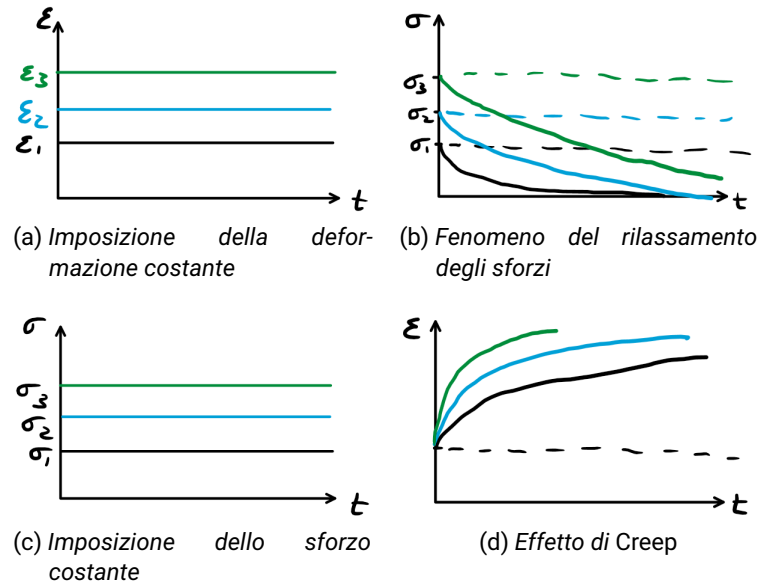 ε
ε3
ε2
ε1
t
(a) Imposizione della defor-
mazione costante
σ
σ3
σ2
σ1
t
(b) Fenomeno del rilassamento
degli sforzi
σ
σ3
σ2
σ1
t
(c) Imposizione dello sforzo
costante
ε
t
(d) Effetto di Creep